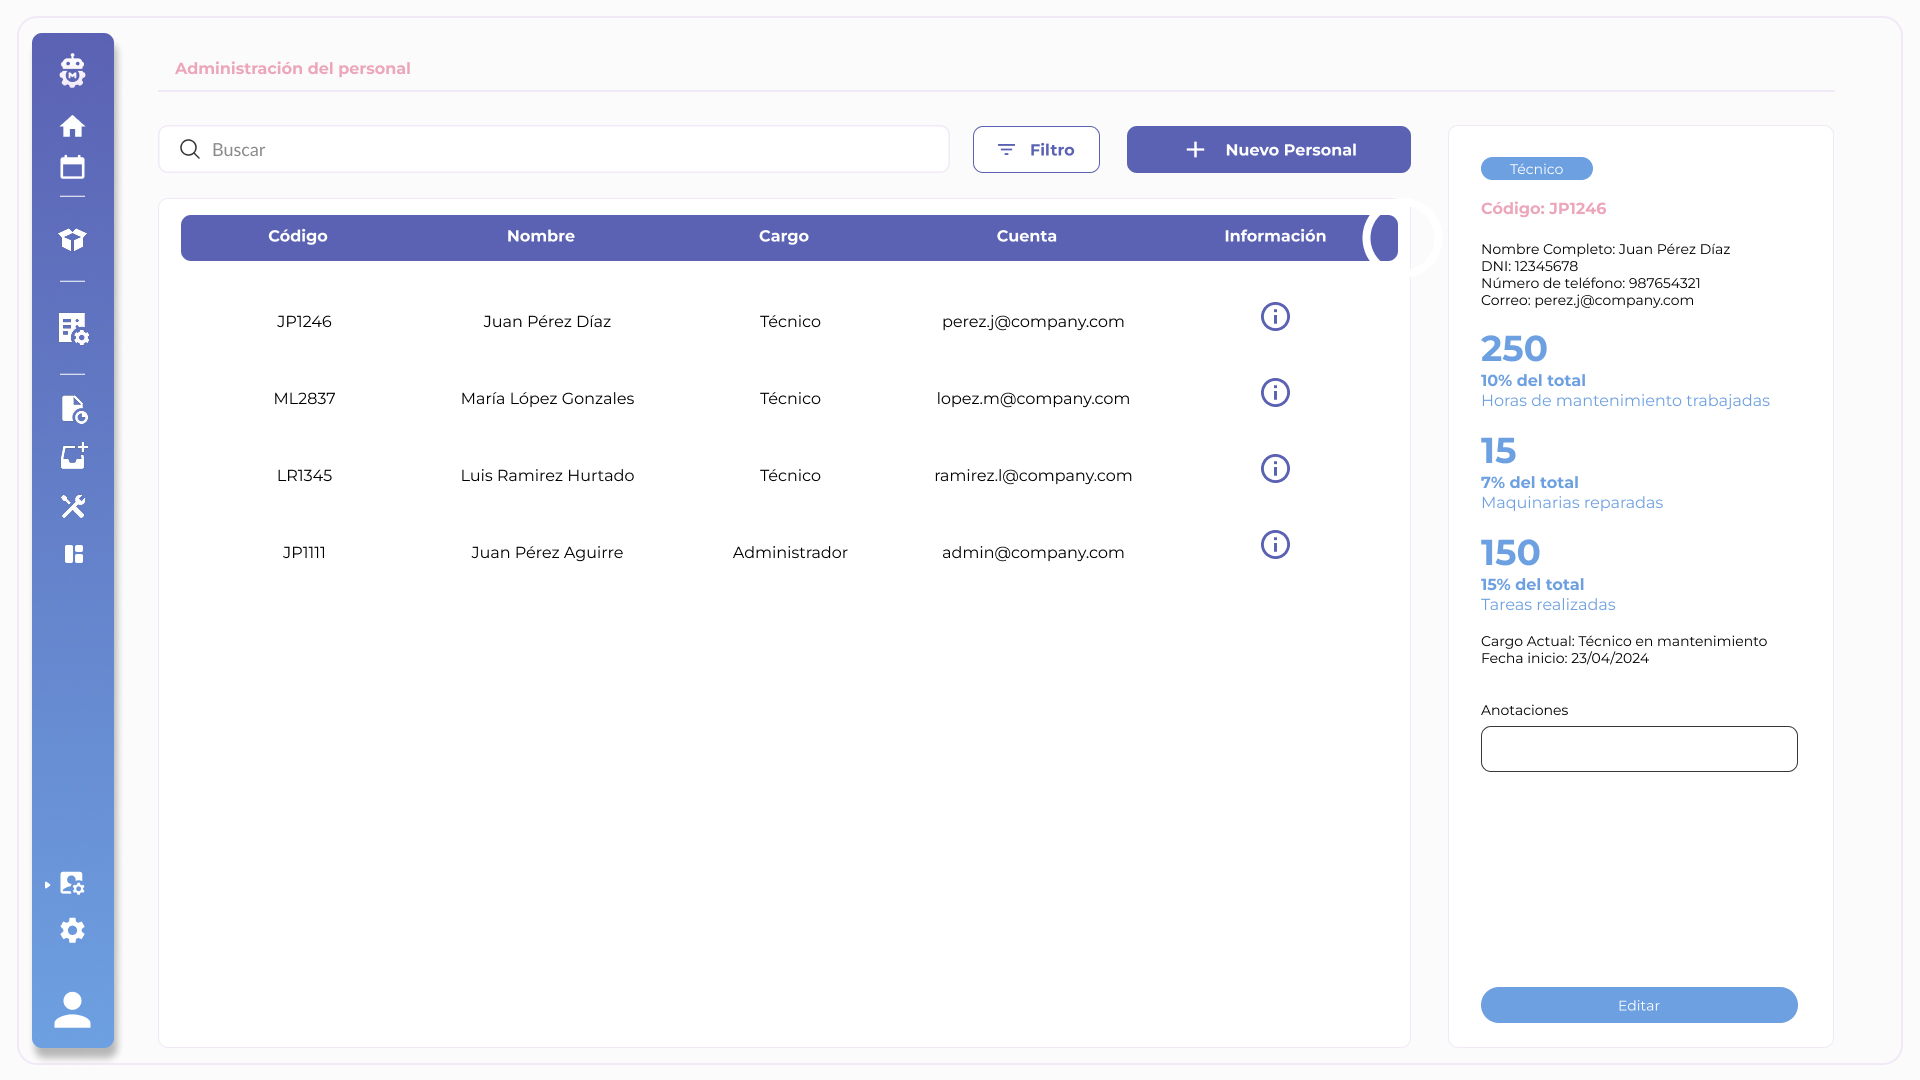 M
Administración del personal
Buscar
Filtro
Nuevo Personal
Código Nombre Cargo Cuenta Información
JP1246 Juan Pérez Díaz Técnico perez.j@company.com
ML2837 María López Gonzales Técnico lopez.m@company.com
LR1345 Luis Ramirez Hurtado Técnico ramirez.l@company.com
JP1111 Juan Pérez Aguirre Administrador admin@company.com
Técnico
Código: JP1246
Nombre Completo: Juan Pérez Díaz
DNI: 12345678
Número de teléfono: 987654321
Correo: perez.j@company.com
250
10% del total
Horas de mantenimiento trabajadas
15
7% del total
Maquinarias reparadas
150
15% del total
Tareas realizadas
Cargo Actual: Técnico en mantenimiento
Fecha inicio: 23/04/2024
Anotaciones
Editar